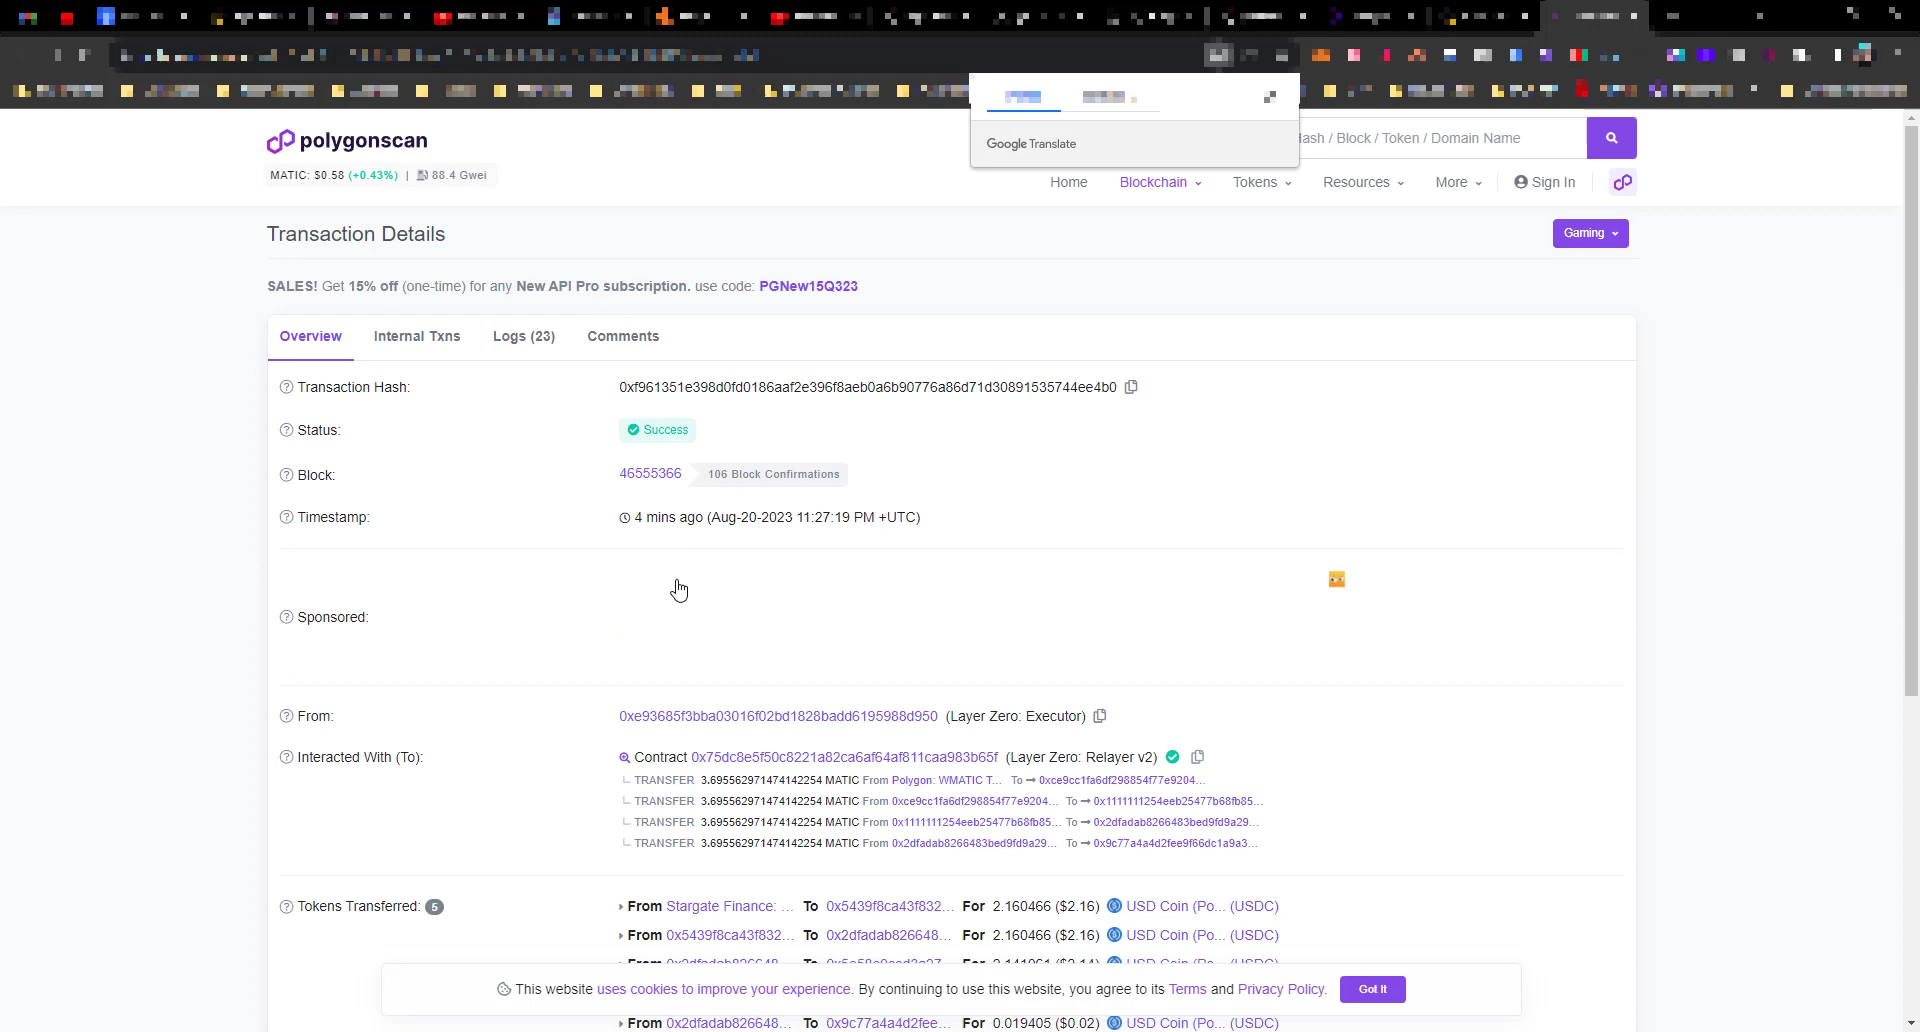 Google Translate
polygonscan
MATIC: $0.58 (+0.43%) | 88.4 Gwei
Hash / Block / Token / Domain Name
Home Blockchain Tokens Resources More Sign In
Transaction Details
Gaming
SALES! Get 15% off (one-time) for any New API Pro subscription. use code: PGNew15Q323
Overview Internal Txns Logs (23) Comments
Transaction Hash: 0xf961351e398d0fd0186aaf2e396f8aeb0a6b90776a86d71d30891535744ee4b0
Status: Success
Block: 46555366 106 Block Confirmations
Timestamp: 4 mins ago (Aug-20-2023 11:27:19 PM +UTC)
Sponsored:
From: 0xe93685f3bba03016f02bd1828badd6195988d950 (Layer Zero: Executor)
Interacted With (To): Contract 0x75dc8e5f50c8221a82ca6af64af811caa983b65f (Layer Zero: Relayer v2)
TRANSFER 3.695562971474142254 MATIC From Polygon: WMATIC T... To → 0xce9cc1fa6df298854f77e9204...
TRANSFER 3.695562971474142254 MATIC From 0xce9cc1fa6df298854f77e9204... To → 0x1111111254eeb25477b68fb85...
TRANSFER 3.695562971474142254 MATIC From 0x1111111254eeb25477b68fb85... To → 0x2dfadab8266483bed9fd9a29...
TRANSFER 3.695562971474142254 MATIC From 0x2dfadab8266483bed9fd9a29... To → 0x9c77a4a4d2fee9f66dc1a9a3...
Tokens Transferred: 5
From Stargate Finance: ... To 0x5439f8ca43f832... For 2.160466 ($2.16) USD Coin (Po... (USDC)
From 0x5439f8ca43f832... To 0x2dfadab826648... For 2.160466 ($2.16) USD Coin (Po... (USDC)
This website uses cookies to improve your experience. By continuing to use this website, you agree to its Terms and Privacy Policy. Got It
From 0x2dfadab826648... To 0x9c77a4a4d2fee... For 0.019405 ($0.02) USD Coin (Po... (USDC)